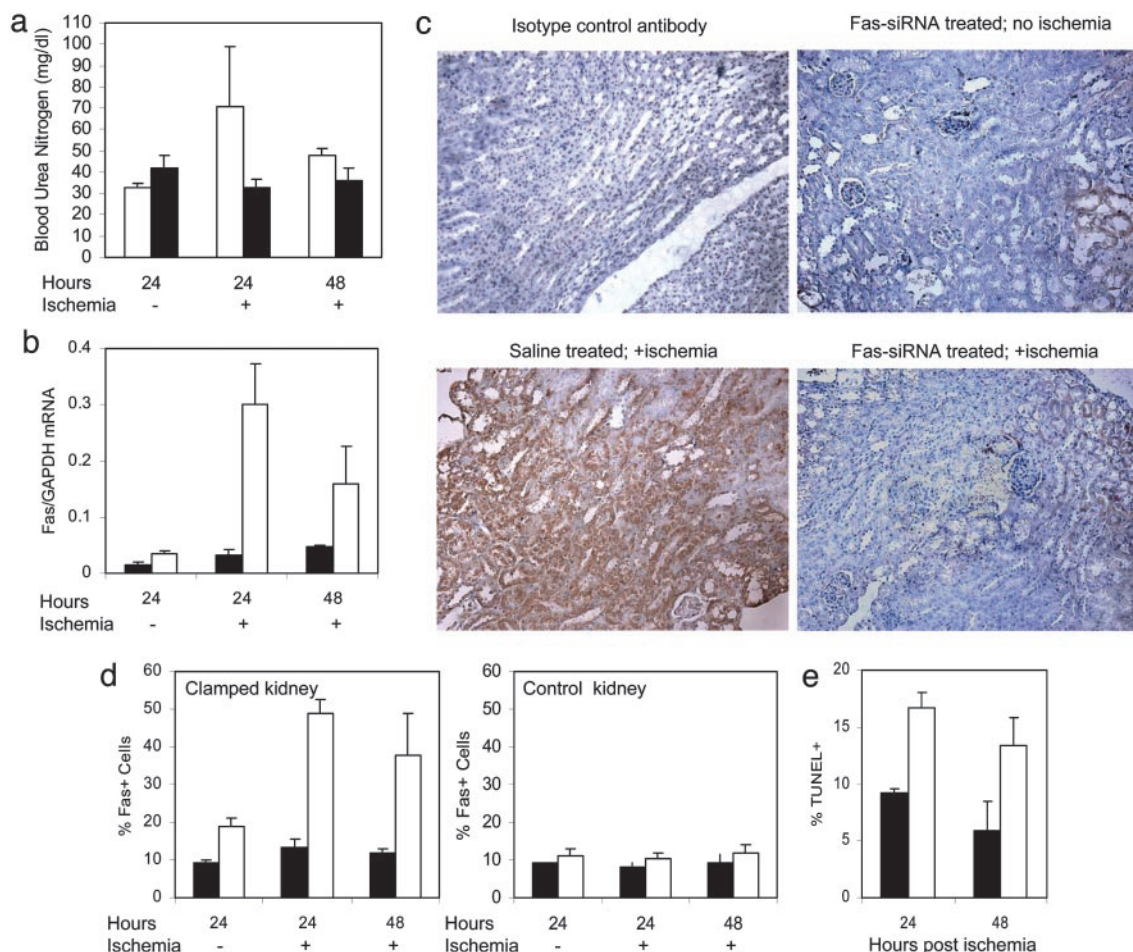 a
Blood Urea Nitrogen (mg/dl)
110
100
90
80
70
60
50
40
30
20
10
0
Hours 24 24 48
Ischemia - + +
b
Fas/GAPDH mRNA
0.4
0.3
0.2
0.1
0
Hours 24 24 48
Ischemia - + +
c
Isotype control antibody
Fas-siRNA treated; no ischemia
Saline treated; +ischemia
Fas-siRNA treated; +ischemia
d
Clamped kidney
% Fas+ Cells
60
50
40
30
20
10
0
Hours 24 24 48
Ischemia - + +
Control kidney
% Fas+ Cells
60
50
40
30
20
10
0
Hours 24 24 48
Ischemia - + +
e
% TUNEL+
20
15
10
5
0
24 48
Hours post ischemia